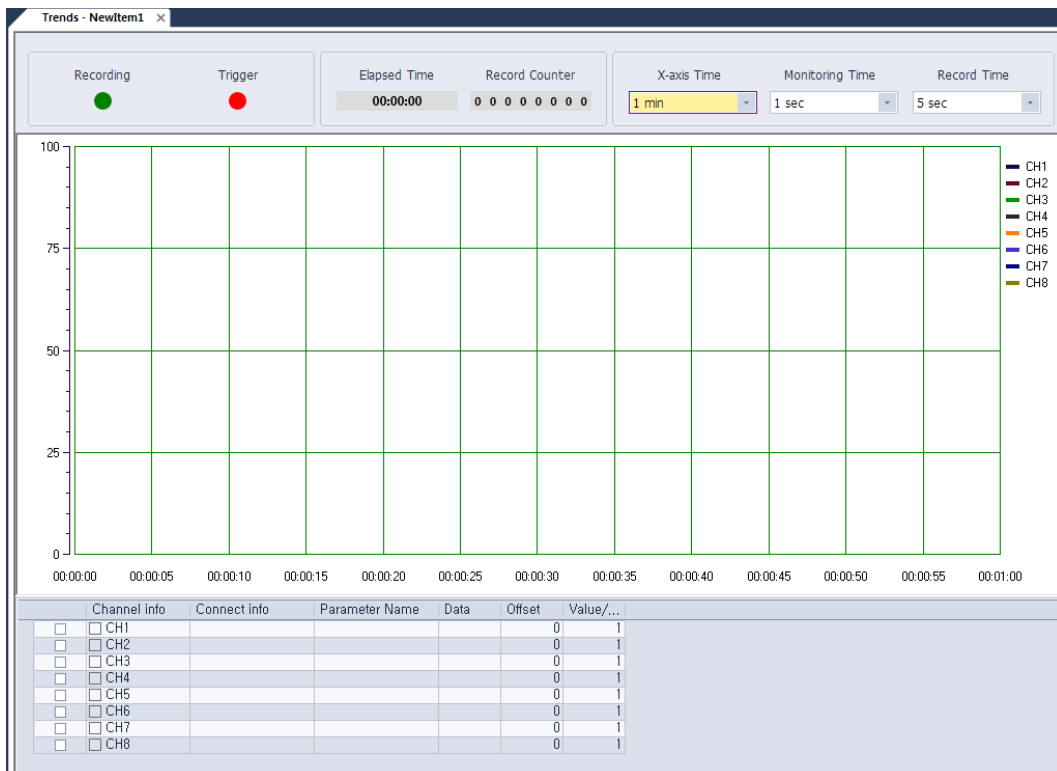 Trends - NewItem1
Recording Trigger Elapsed Time Record Counter X-axis Time Monitoring Time Record Time
00:00:00 0 0 0 0 0 0 0 0 1 min 1 sec 5 sec
100
75
50
25
0
CH1
CH2
CH3
CH4
CH5
CH6
CH7
CH8
00:00:00 00:00:05 00:00:10 00:00:15 00:00:20 00:00:25 00:00:30 00:00:35 00:00:40 00:00:45 00:00:50 00:00:55 00:01:00
Channel info Connect info Parameter Name Data Offset Value/...
CH1 0 1
CH2 0 1
CH3 0 1
CH4 0 1
CH5 0 1
CH6 0 1
CH7 0 1
CH8 0 1